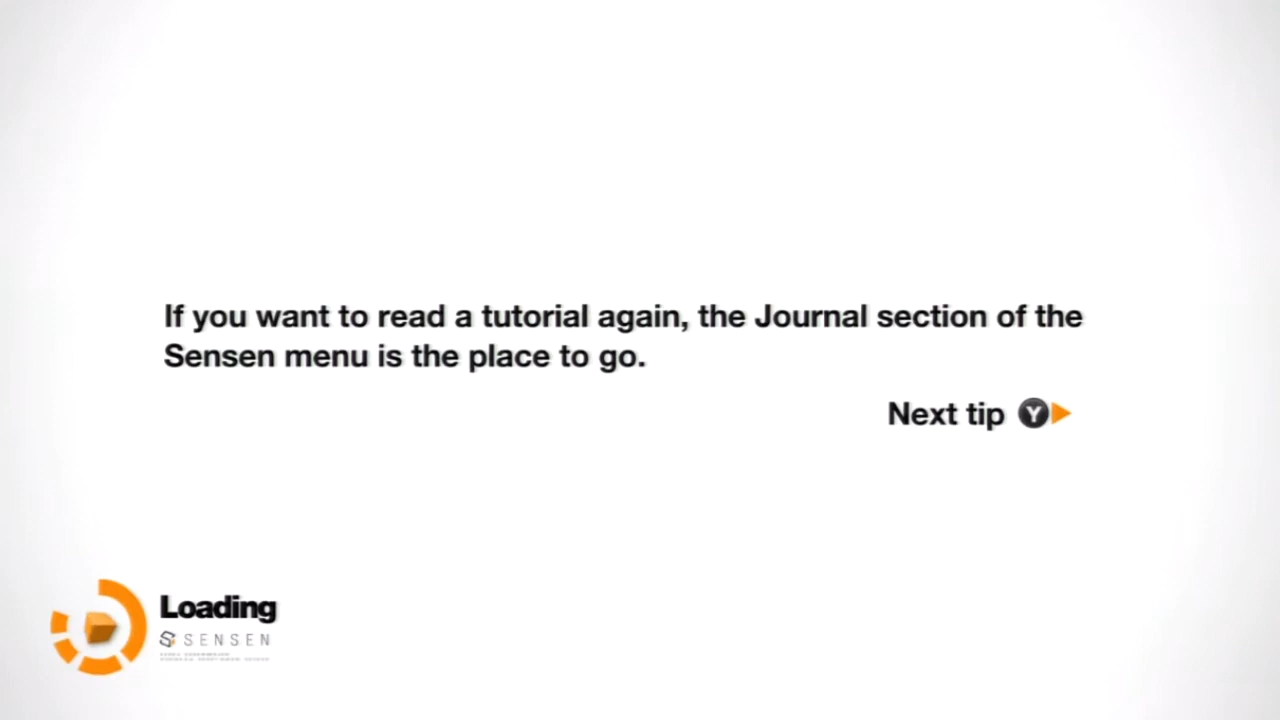 If you want to read a tutorial again, the Journal section of the
Sensen menu is the place to go.
Next tip Y
Loading
SENSEN